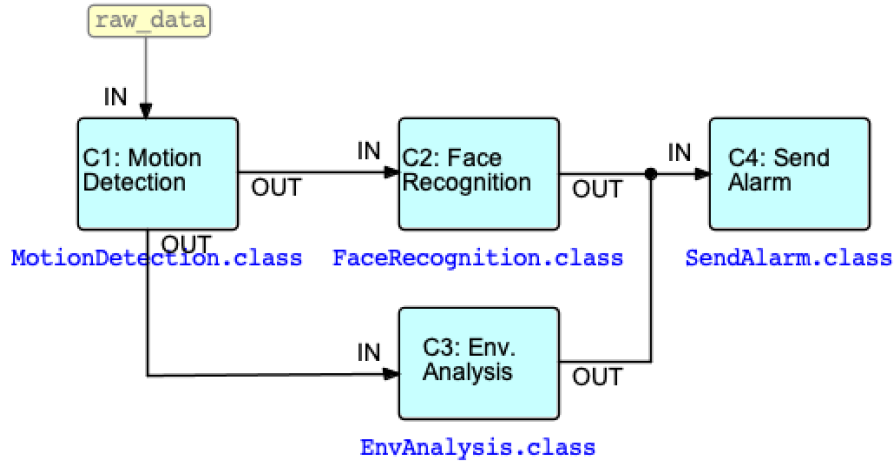 raw_data
IN
C1: Motion
Detection
OUT
OUT
MotionDetection.class
IN
C2: Face
Recognition
OUT
FaceRecognition.class
IN
C4: Send
Alarm
SendAlarm.class
IN
C3: Env.
Analysis
OUT
EnvAnalysis.class